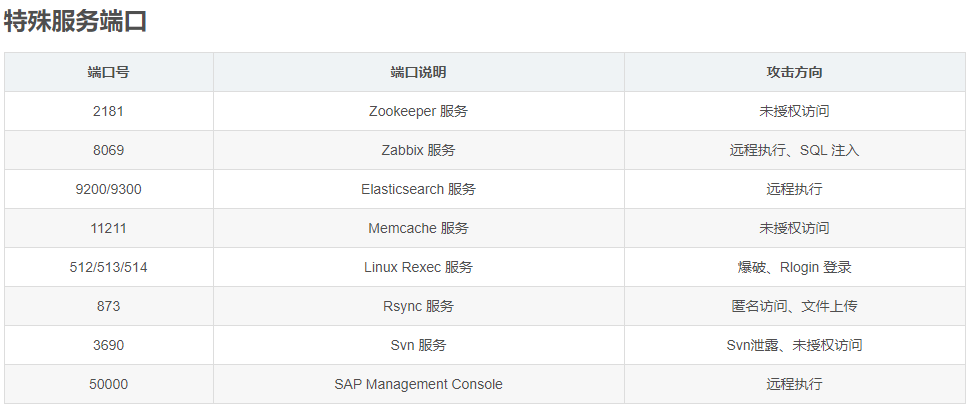 特殊服务端口
端口号 端口说明 攻击方向
2181 Zookeeper 服务 未授权访问
8069 Zabbix 服务 远程执行、SQL 注入
9200/9300 Elasticsearch 服务 远程执行
11211 Memcache 服务 未授权访问
512/513/514 Linux Rexec 服务 爆破、Rlogin 登录
873 Rsync 服务 匿名访问、文件上传
3690 Svn 服务 Svn泄露、未授权访问
50000 SAP Management Console 远程执行